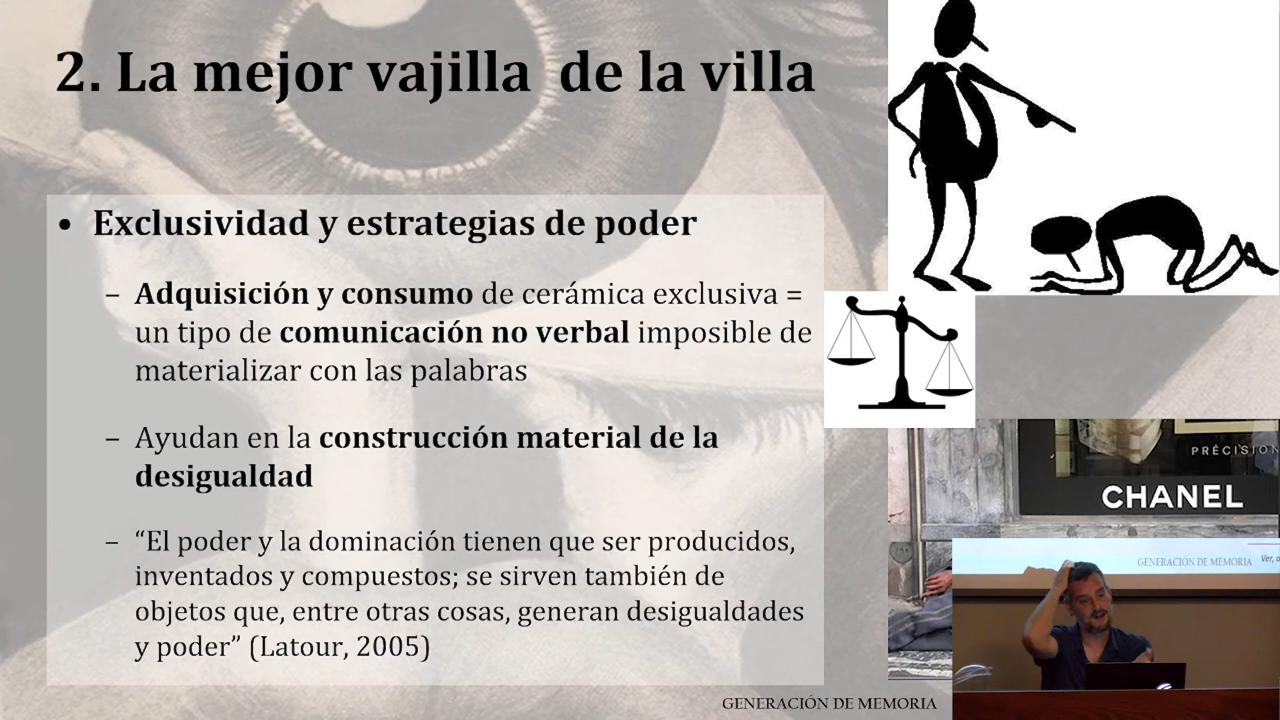 2. La mejor vajilla de la villa
• Exclusividad y estrategias de poder
– Adquisición y consumo de cerámica exclusiva =
un tipo de comunicación no verbal imposible de
materializar con las palabras
– Ayudan en la construcción material de la
desigualdad
– “El poder y la dominación tienen que ser producidos,
inventados y compuestos; se sirven también de
objetos que, entre otras cosas, generan desigualdades
y poder” (Latour, 2005)
PRÉCISION
CHANEL
GENERACIÓN DE MEMORIA
Ver,
GENERACIÓN DE MEMORIA